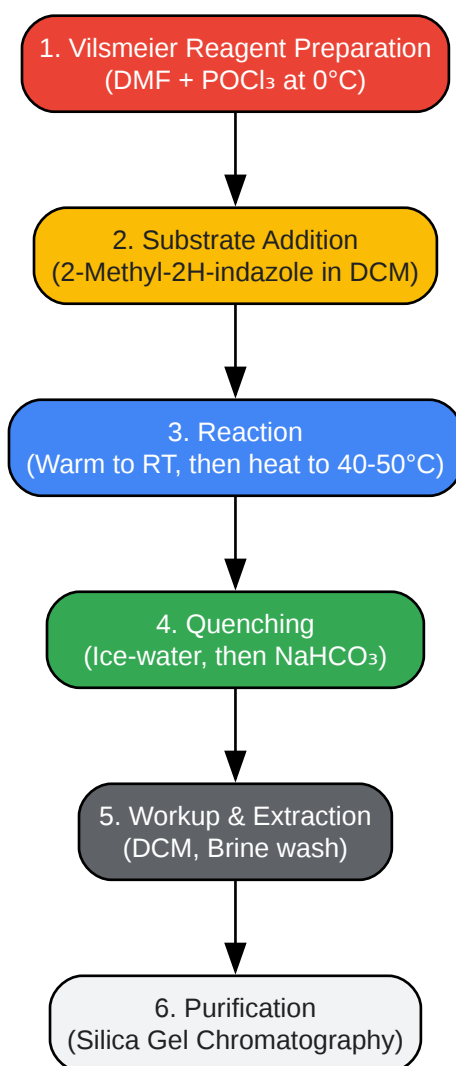 1. Vilsmeier Reagent Preparation
(DMF + POCl₃ at 0°C)
2. Substrate Addition
(2-Methyl-2H-indazole in DCM)
3. Reaction
(Warm to RT, then heat to 40-50°C)
4. Quenching
(Ice-water, then NaHCO₃)
5. Workup & Extraction
(DCM, Brine wash)
6. Purification
(Silica Gel Chromatography)